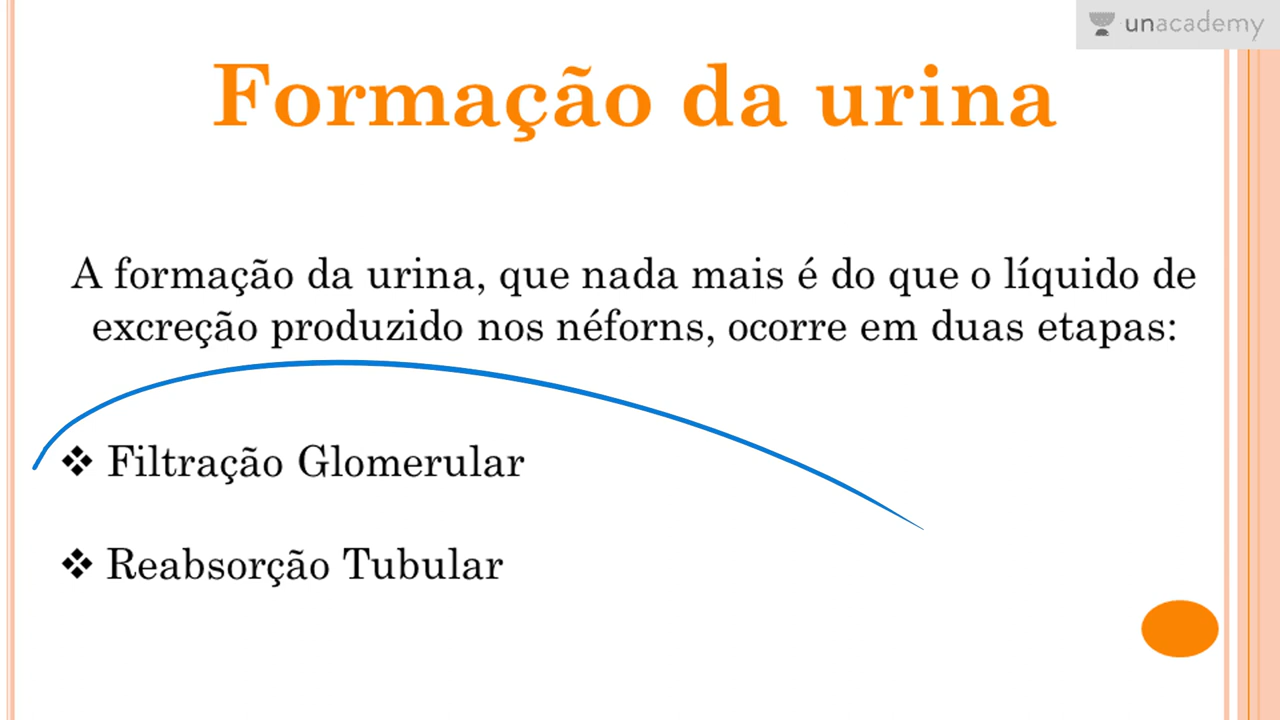 unacademy
Formação da urina
A formação da urina, que nada mais é do que o líquido de
excreção produzido nos néforns, ocorre em duas etapas:
❖ Filtração Glomerular
❖ Reabsorção Tubular